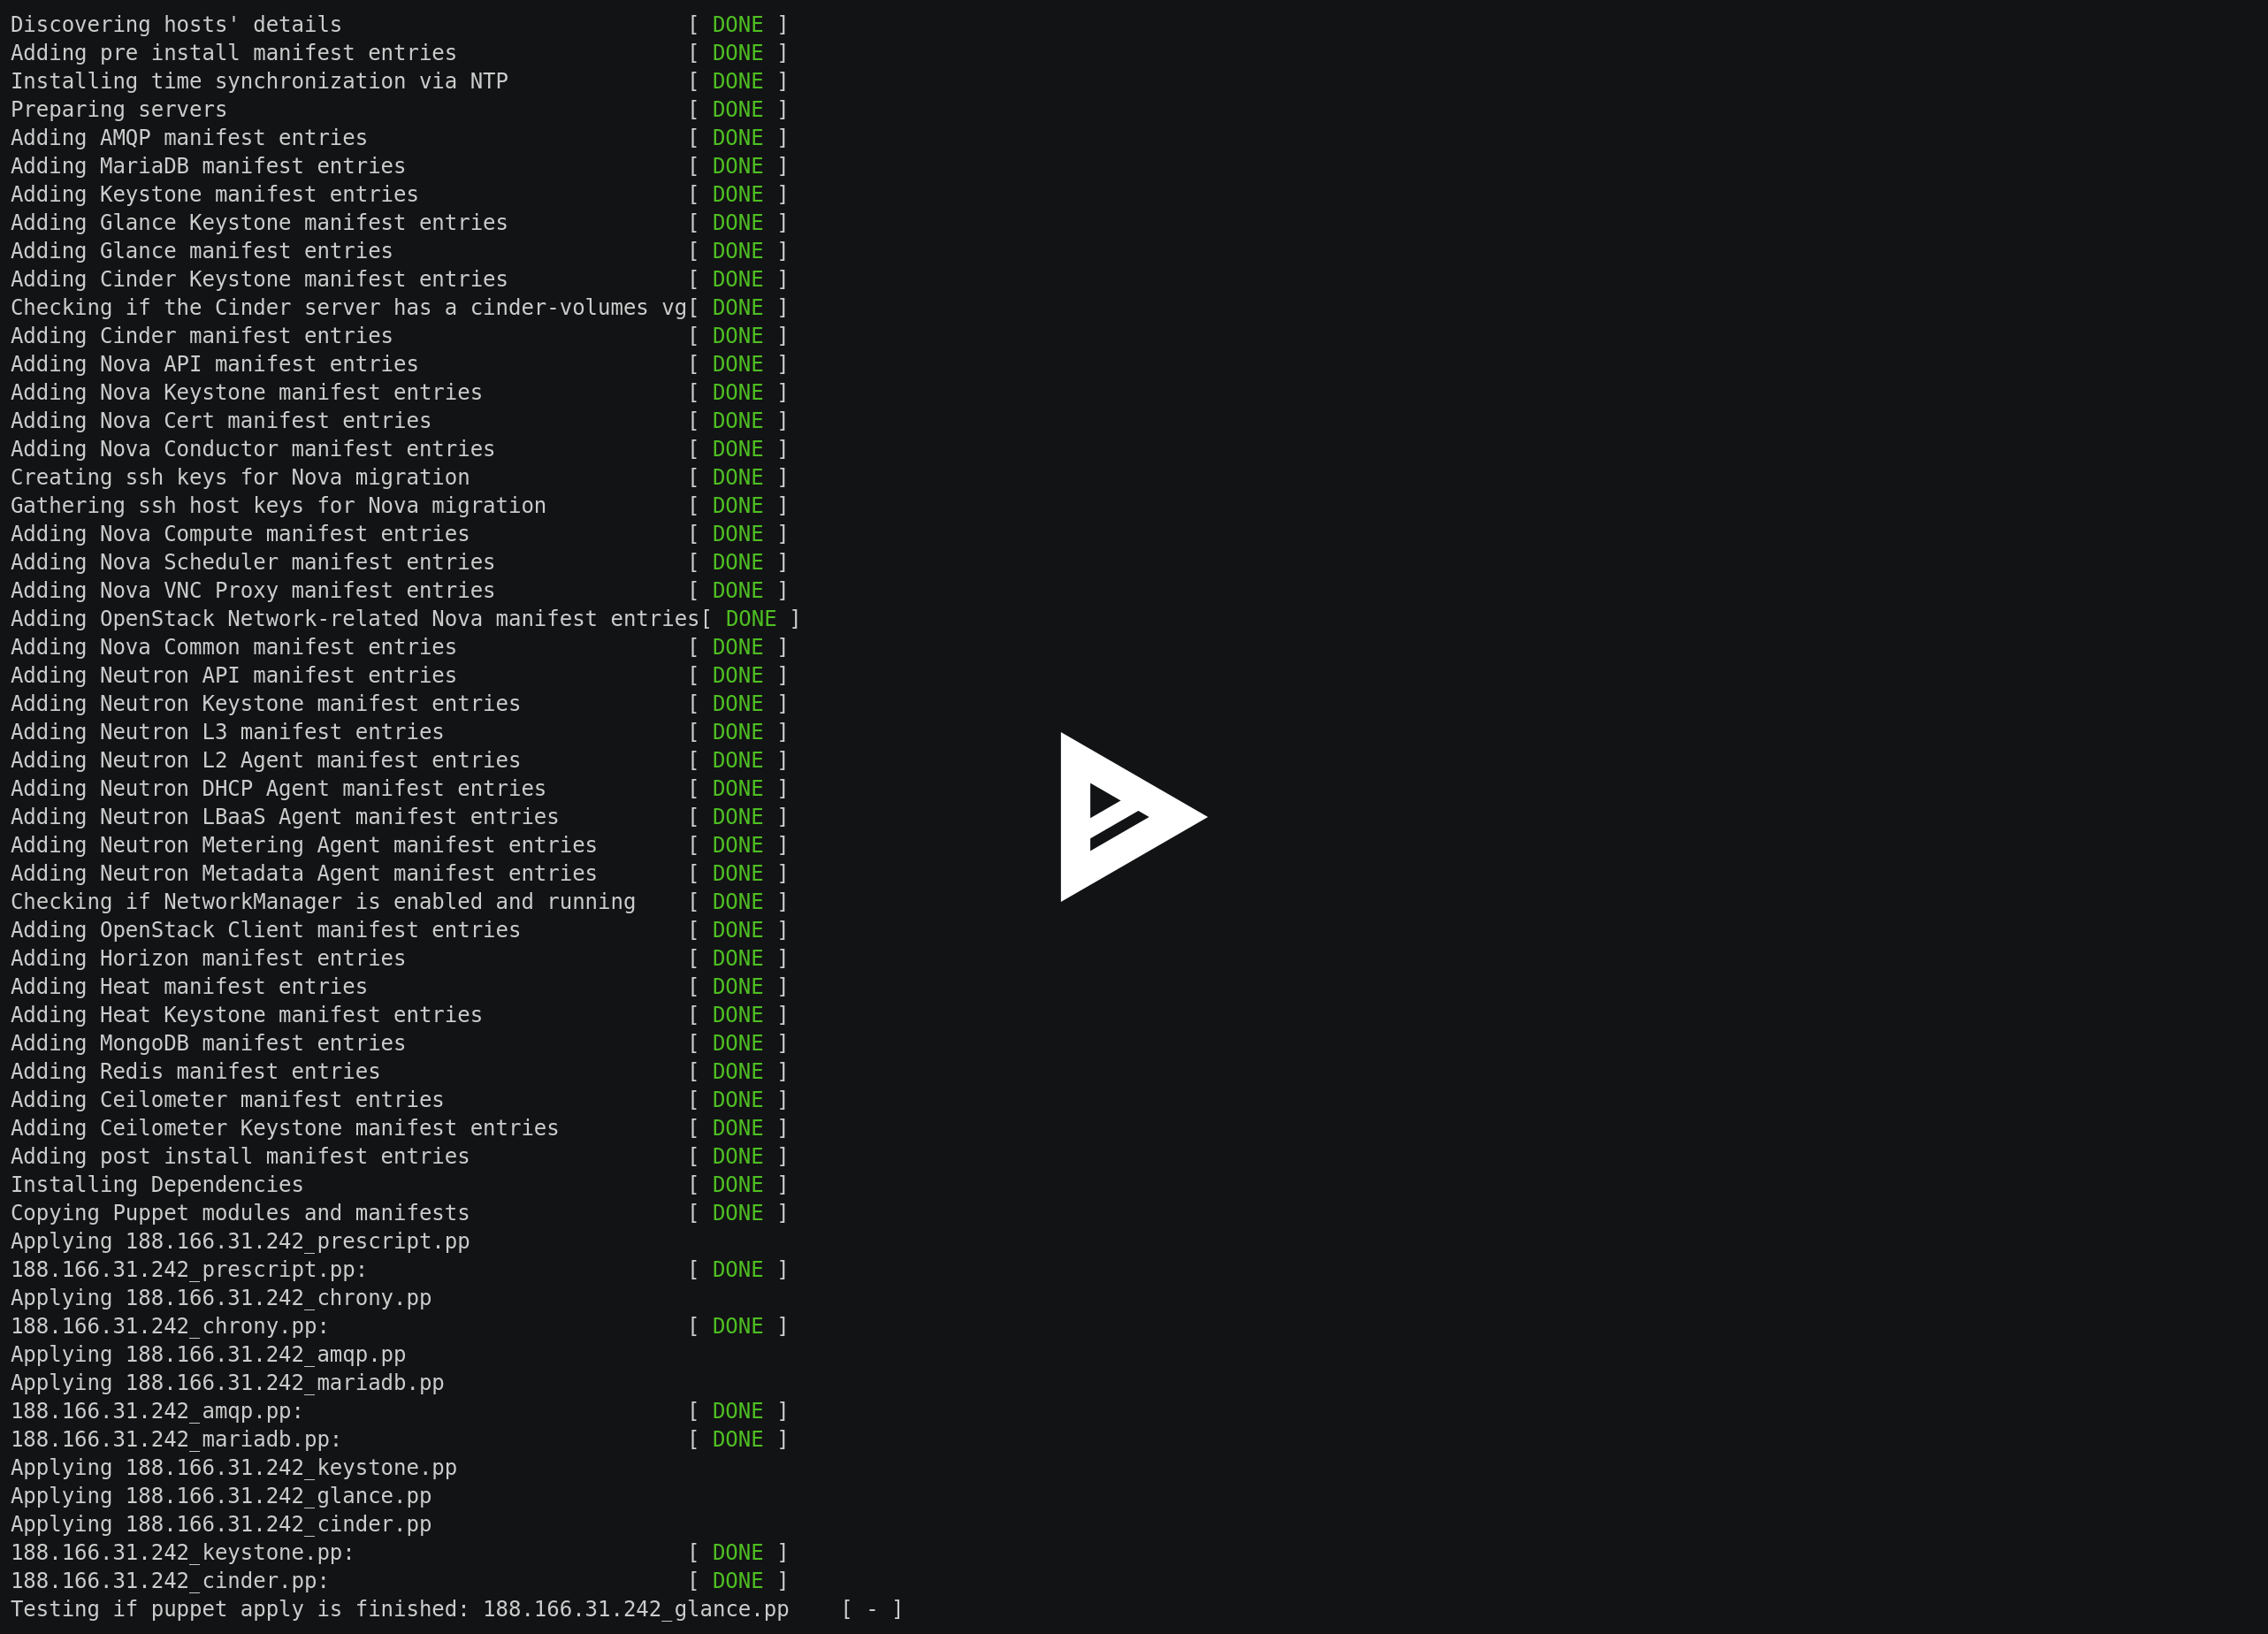 Discovering hosts' details                           [ DONE ]
Adding pre install manifest entries                  [ DONE ]
Installing time synchronization via NTP              [ DONE ]
Preparing servers                                    [ DONE ]
Adding AMQP manifest entries                         [ DONE ]
Adding MariaDB manifest entries                      [ DONE ]
Adding Keystone manifest entries                     [ DONE ]
Adding Glance Keystone manifest entries              [ DONE ]
Adding Glance manifest entries                       [ DONE ]
Adding Cinder Keystone manifest entries              [ DONE ]
Checking if the Cinder server has a cinder-volumes vg[ DONE ]
Adding Cinder manifest entries                       [ DONE ]
Adding Nova API manifest entries                     [ DONE ]
Adding Nova Keystone manifest entries                [ DONE ]
Adding Nova Cert manifest entries                    [ DONE ]
Adding Nova Conductor manifest entries               [ DONE ]
Creating ssh keys for Nova migration                 [ DONE ]
Gathering ssh host keys for Nova migration           [ DONE ]
Adding Nova Compute manifest entries                 [ DONE ]
Adding Nova Scheduler manifest entries               [ DONE ]
Adding Nova VNC Proxy manifest entries               [ DONE ]
Adding OpenStack Network-related Nova manifest entries[ DONE ]
Adding Nova Common manifest entries                  [ DONE ]
Adding Neutron API manifest entries                  [ DONE ]
Adding Neutron Keystone manifest entries             [ DONE ]
Adding Neutron L3 manifest entries                   [ DONE ]
Adding Neutron L2 Agent manifest entries             [ DONE ]
Adding Neutron DHCP Agent manifest entries           [ DONE ]
Adding Neutron LBaaS Agent manifest entries          [ DONE ]
Adding Neutron Metering Agent manifest entries       [ DONE ]
Adding Neutron Metadata Agent manifest entries       [ DONE ]
Checking if NetworkManager is enabled and running    [ DONE ]
Adding OpenStack Client manifest entries             [ DONE ]
Adding Horizon manifest entries                      [ DONE ]
Adding Heat manifest entries                         [ DONE ]
Adding Heat Keystone manifest entries                [ DONE ]
Adding MongoDB manifest entries                      [ DONE ]
Adding Redis manifest entries                        [ DONE ]
Adding Ceilometer manifest entries                   [ DONE ]
Adding Ceilometer Keystone manifest entries          [ DONE ]
Adding post install manifest entries                 [ DONE ]
Installing Dependencies                              [ DONE ]
Copying Puppet modules and manifests                 [ DONE ]
Applying 188.166.31.242_prescript.pp
188.166.31.242_prescript.pp:                         [ DONE ]
Applying 188.166.31.242_chrony.pp
188.166.31.242_chrony.pp:                            [ DONE ]
Applying 188.166.31.242_amqp.pp
Applying 188.166.31.242_mariadb.pp
188.166.31.242_amqp.pp:                              [ DONE ]
188.166.31.242_mariadb.pp:                           [ DONE ]
Applying 188.166.31.242_keystone.pp
Applying 188.166.31.242_glance.pp
Applying 188.166.31.242_cinder.pp
188.166.31.242_keystone.pp:                          [ DONE ]
188.166.31.242_cinder.pp:                            [ DONE ]
Testing if puppet apply is finished: 188.166.31.242_glance.pp    [ - ]